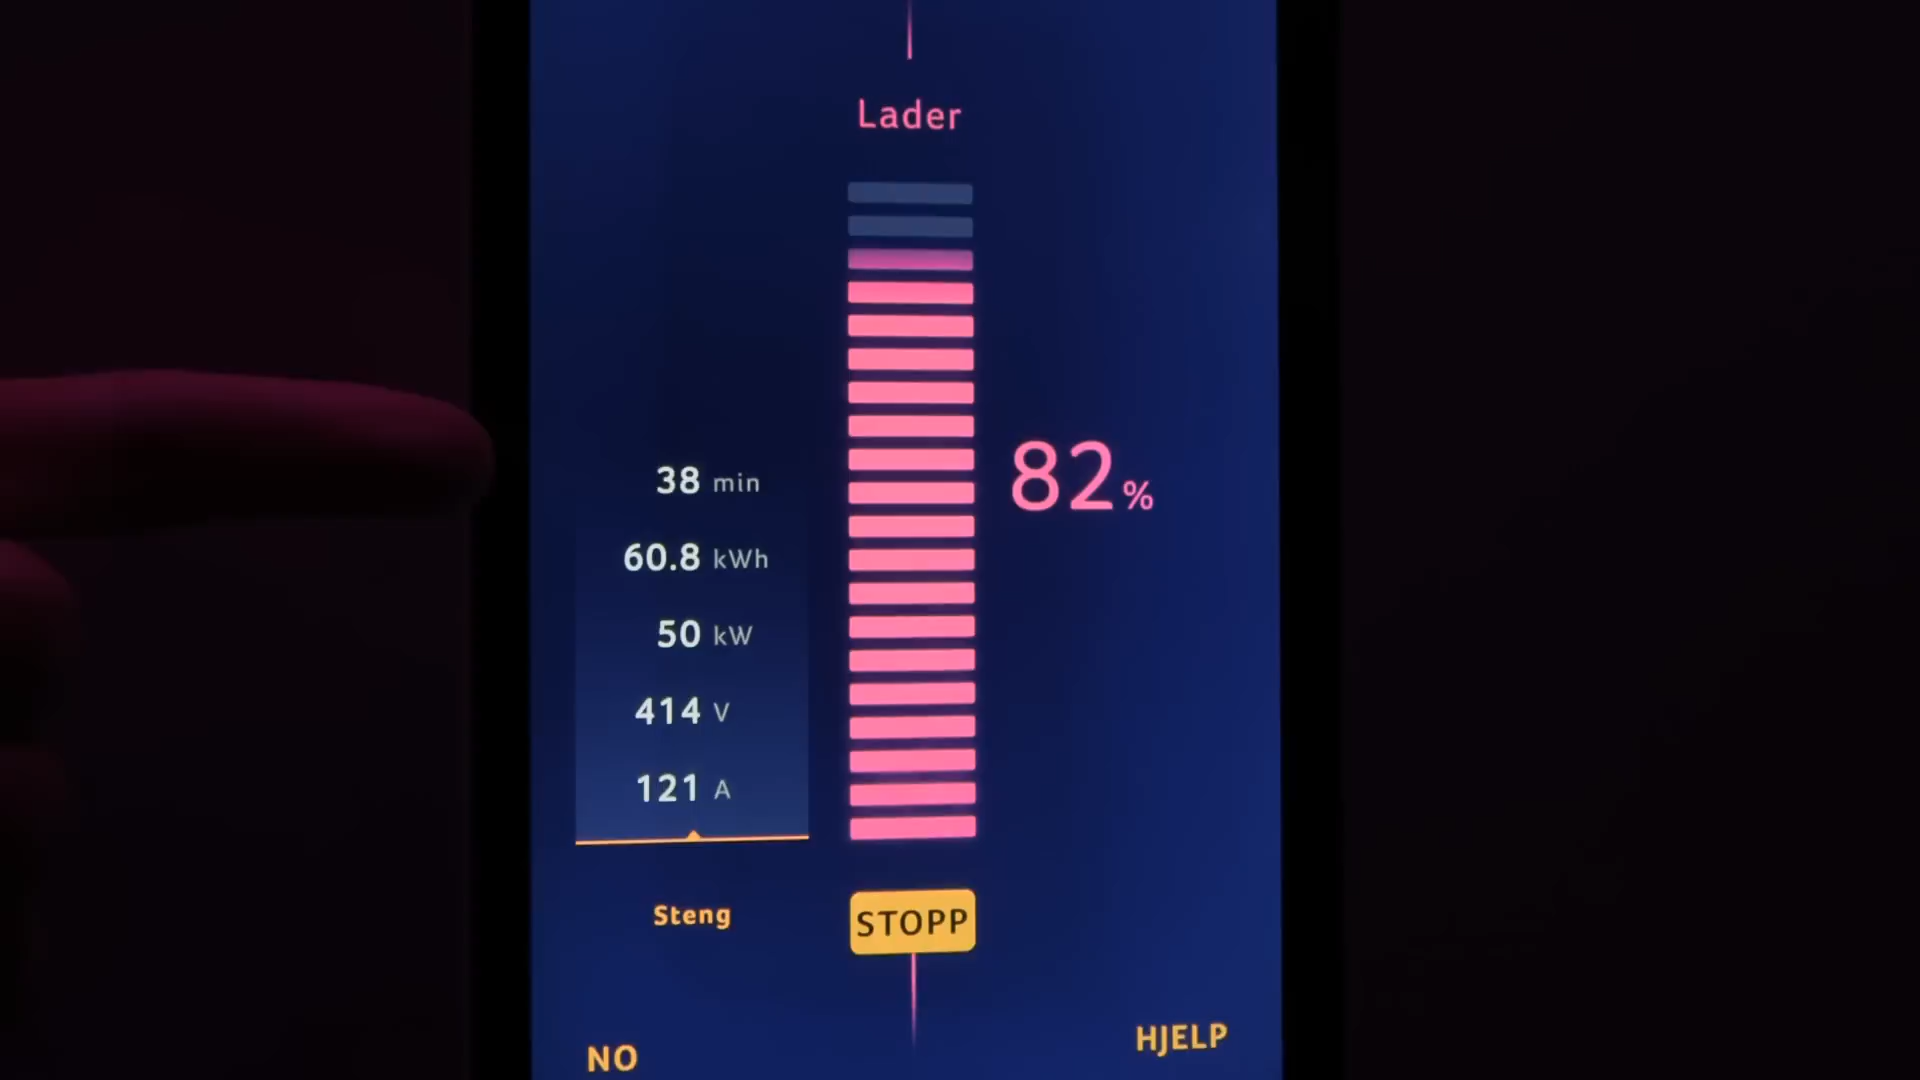 Lader
82%
38 min
60.8 kWh
50 kW
414 V
121 A
Steng
STOPP
NO
HJELP